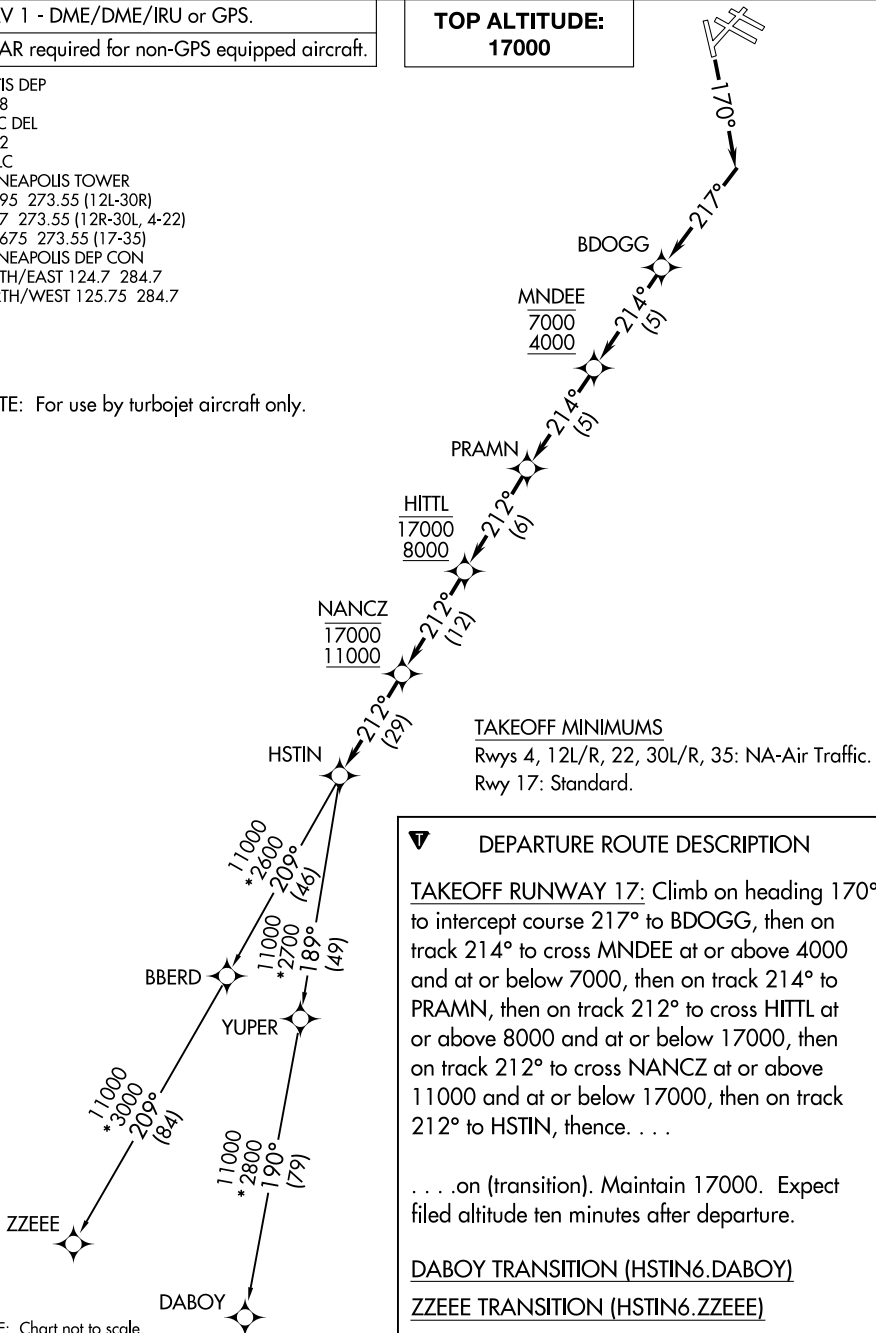 V 1 - DME/DME/IRU or GPS.
AR required for non-GPS equipped aircraft.
TOP ALTITUDE:
17000
IS DEP
8
C DEL
2
LC
NEAPOLIS TOWER
95 273.55 (12L-30R)
7 273.55 (12R-30L, 4-22)
675 273.55 (17-35)
NEAPOLIS DEP CON
TH/EAST 124.7 284.7
TH/WEST 125.75 284.7
TE: For use by turbojet aircraft only.
170°
217°
BDOGG
214°
(5)
MNDEE
7000
4000
214°
(5)
PRAMN
212°
(6)
HITTL
17000
8000
212°
(12)
NANCZ
17000
11000
212°
(29)
HSTIN
11000
*2600
209°
(46)
11000
*2700
189°
(49)
BBERD
YUPER
11000
*3000
209°
(84)
11000
*2800
190°
(79)
ZZEEE
DABOY
E: Chart not to scale.
TAKEOFF MINIMUMS
Rwys 4, 12L/R, 22, 30L/R, 35: NA-Air Traffic.
Rwy 17: Standard.
T DEPARTURE ROUTE DESCRIPTION
TAKEOFF RUNWAY 17: Climb on heading 170°
to intercept course 217° to BDOGG, then on
track 214° to cross MNDEE at or above 4000
and at or below 7000, then on track 214° to
PRAMN, then on track 212° to cross HITTL at
or above 8000 and at or below 17000, then
on track 212° to cross NANCZ at or above
11000 and at or below 17000, then on track
212° to HSTIN, thence. . . .
. . . .on (transition). Maintain 17000. Expect
filed altitude ten minutes after departure.
DABOY TRANSITION (HSTIN6.DABOY)
ZZEEE TRANSITION (HSTIN6.ZZEEE)